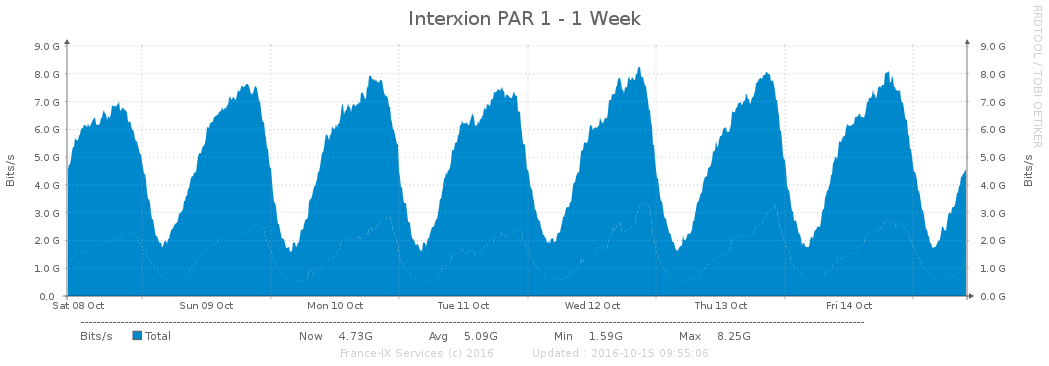 Interxion PAR 1 - 1 Week
RRDTOOL / TOBI OETIKER
Bits/s
9.0 G 9.0 G
8.0 G 8.0 G
7.0 G 7.0 G
6.0 G 6.0 G
5.0 G 5.0 G
4.0 G 4.0 G
3.0 G 3.0 G
2.0 G 2.0 G
1.0 G 1.0 G
0.0 0.0 G
Bits/s
Sat 08 Oct Sun 09 Oct Mon 10 Oct Tue 11 Oct Wed 12 Oct Thu 13 Oct Fri 14 Oct
Bits/s Total Now 4.73G Avg 5.09G Min 1.59G Max 8.25G
France-IX Services (c) 2016 Updated : 2016-10-15 09:55:06